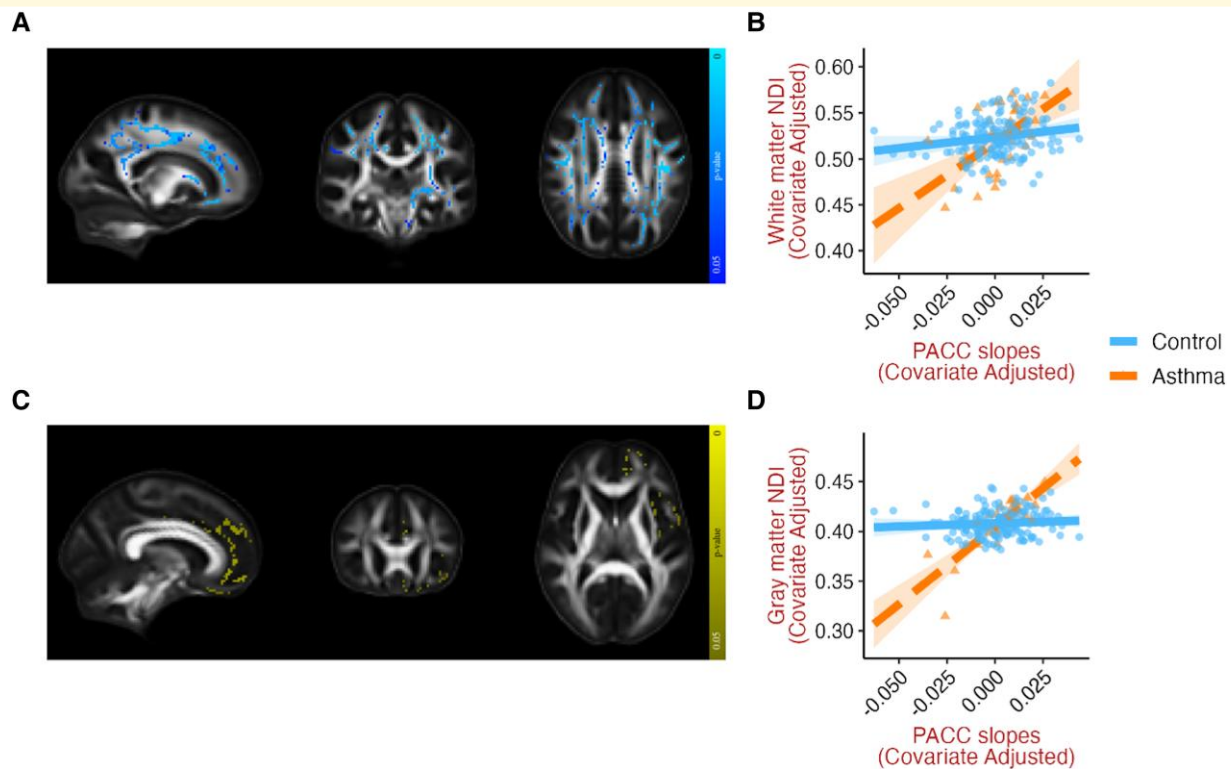 A
0
p-value
0.05
B
0.60
0.55
0.50
0.45
0.40
White matter NDI
(Covariate Adjusted)
-0.050
-0.025
0.000
0.025
PACC slopes
(Covariate Adjusted)
Control
Asthma
C
0
p-value
0.05
D
0.45
0.40
0.35
0.30
Gray matter NDI
(Covariate Adjusted)
-0.050
-0.025
0.000
0.025
PACC slopes
(Covariate Adjusted)